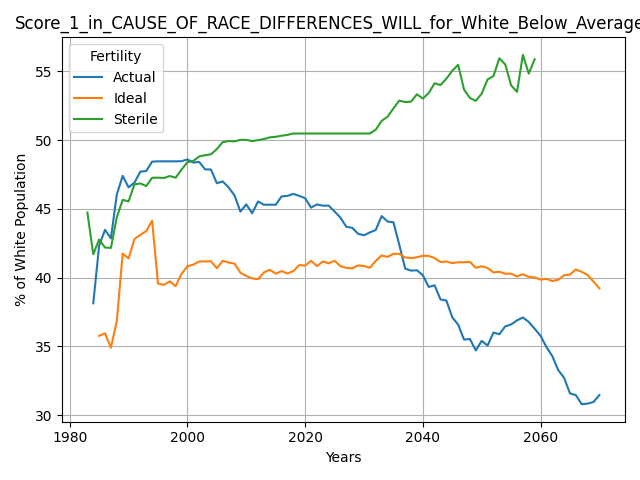 Score_1_in_CAUSE_OF_RACE_DIFFERENCES_WILL_for_White_Below_Average
Fertility
Actual
Ideal
Sterile
% of White Population
55
50
45
40
35
30
1980
2000
2020
2040
2060
Years